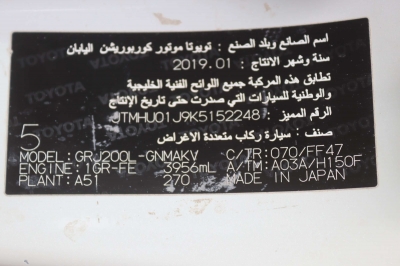 اسم الصانع وبلد الصنع : تويوتا موتور كوربوريشن اليابان
سنة وشهر الانتاج : 2019.01
تطابق هذه المركبة جميع اللوائح الفنية الخليجية
والوطنية للسيارات التي صدرت حتى تاريخ الإنتاج
الرقم المميز : JTMHU01J9K5152248
صنف : سيارة ركاب متعددة الاغراض
5
MODEL: GRJ200L-GNMAKV C/TR: 070/FF47
ENGINE: 1GR-FE 3956mL A/TM: A03A/H150F
PLANT: A51 270 MADE IN JAPAN